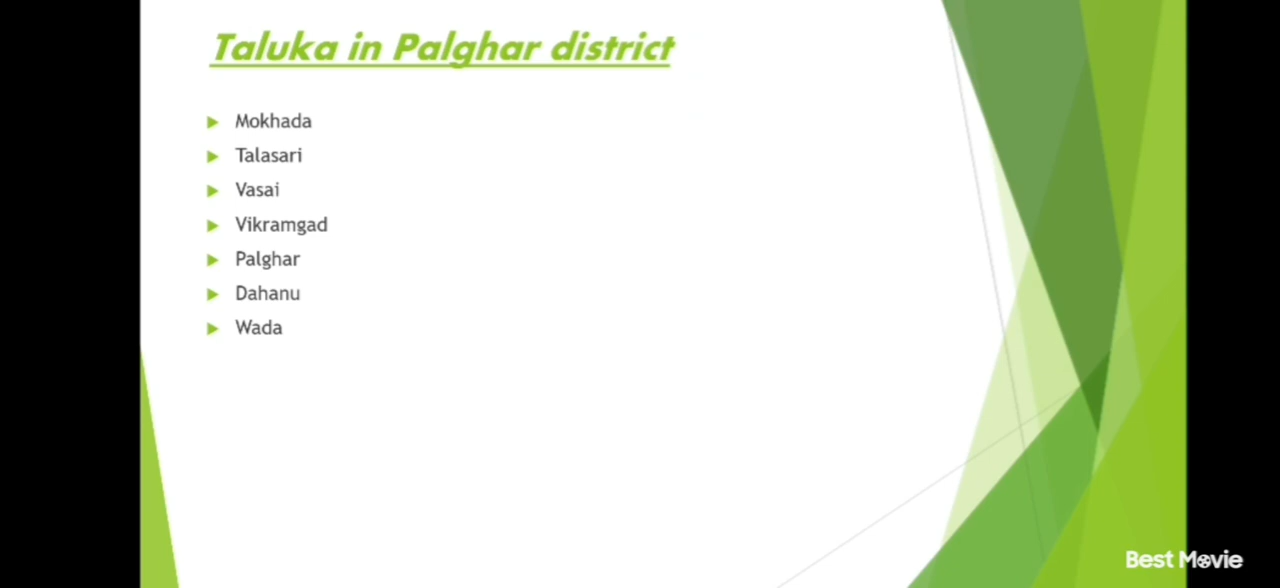 Taluka in Palghar district
Mokhada
Talasari
Vasai
Vikramgad
Palghar
Dahanu
Wada
Best Movie